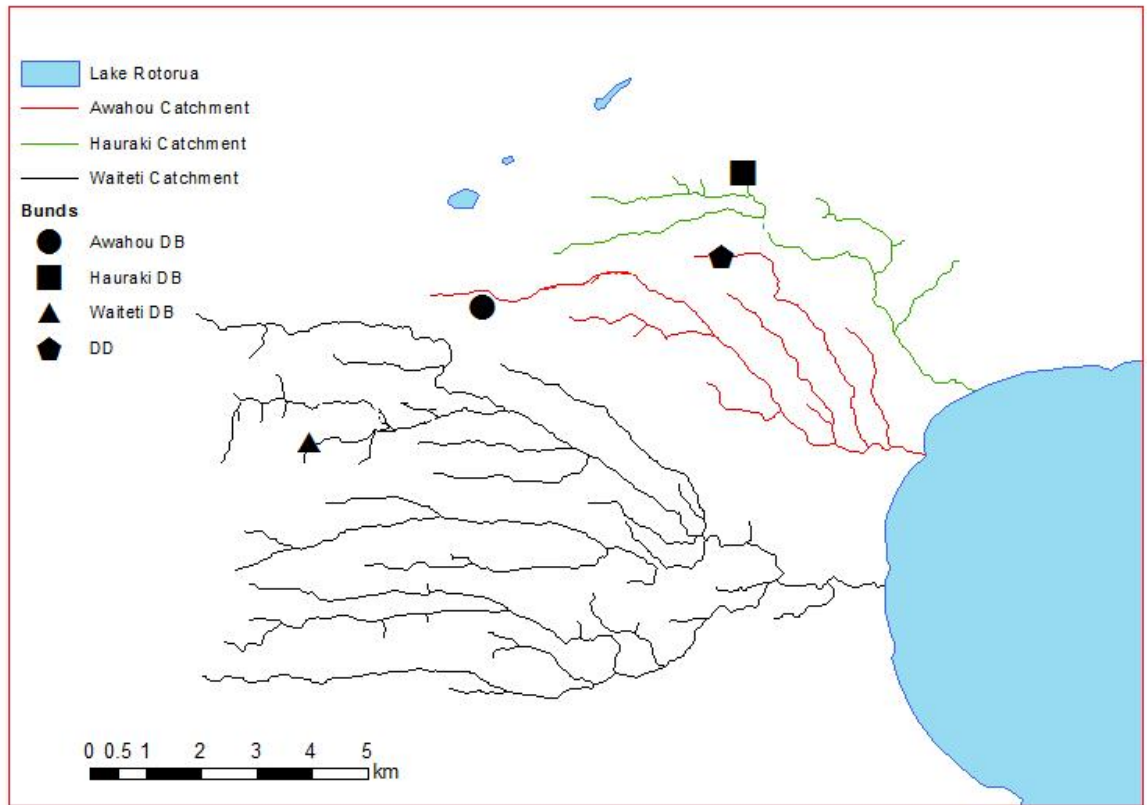 Lake Rotorua
Awahou Catchment
Hauraki Catchment
Waiteti Catchment
Bunds
Awahou DB
Hauraki DB
Waiteti DB
DD
0 0.5 1 2 3 4 5
km